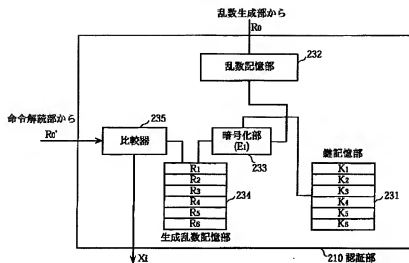 乱数生成部から
R₀
232
乱数記憶部
命令解読部から
R₀'
235
比較器
暗号化部
(E₁)
233
鍵記憶部
R₁
R₂
R₃
R₄
R₅
R₆
234
生成乱数記憶部
K₁
K₂
K₃
K₄
K₅
K₆
231
Xi
210 認証部